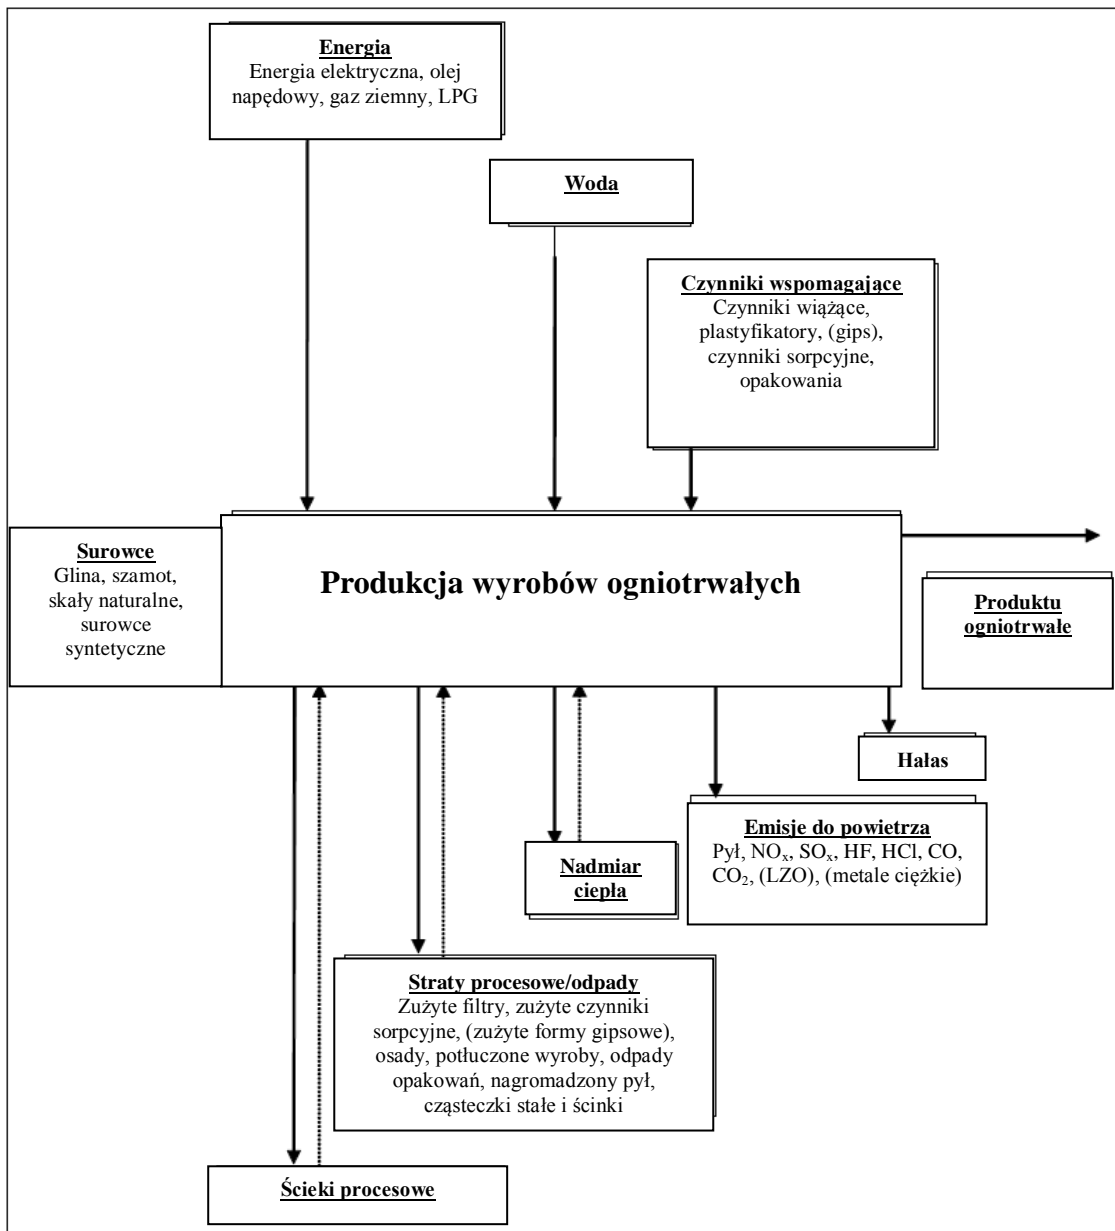 Energia
Energia elektryczna, olej
napędowy, gaz ziemny, LPG
Woda
Czynniki wspomagające
Czynniki wiążące,
plastyfikatory, (gips),
czynniki sorpcyjne,
opakowania
Surowce
Glina, szamot,
skały naturalne,
surowce
syntetyczne
Produkcja wyrobów ogniotrwałych
Produktu
ogniotrwałe
Hałas
Emisje do powietrza
Pył, NOₓ, SOₓ, HF, HCl, CO,
CO₂, (LZO), (metale ciężkie)
Nadmiar
ciepła
Straty procesowe/odpady
Zużyte filtry, zużyte czynniki
sorpcyjne, (zużyte formy gipsowe),
osady, potłuczone wyroby, odpady
opakowań, nagromadzony pył,
cząsteczki stałe i ścinki
Ścieki procesowe